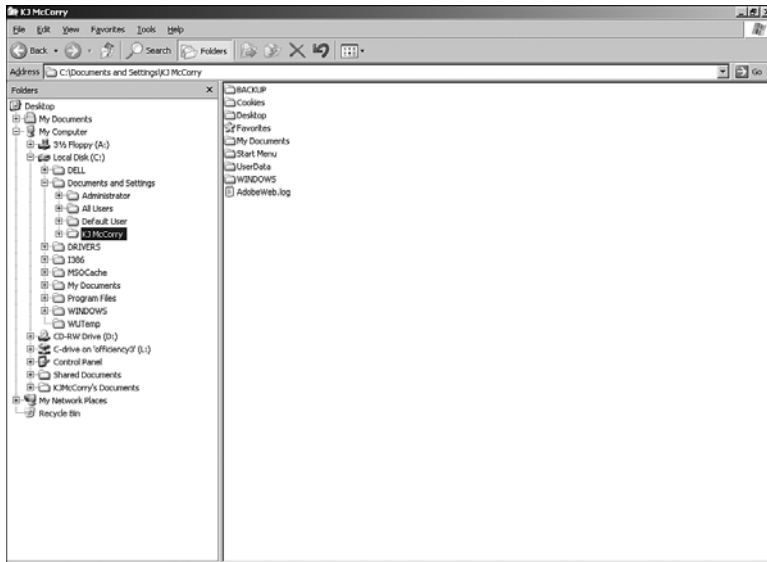 KJ McCorry
File Edit View Favorites Tools Help
Back Search Folders
Address C:\Documents and Settings\KJ McCorry Go
Folders x
Desktop
My Documents
My Computer
3½ Floppy (A:)
Local Disk (C:)
DELL
Documents and Settings
Administrator
All Users
Default User
KJ McCorry
DRIVERS
I386
MSOCache
My Documents
Program Files
WINDOWS
WUTemp
CD-RW Drive (D:)
C-drive on 'officiency3' (L:)
Control Panel
Shared Documents
KJMcCorry's Documents
My Network Places
Recycle Bin
BACKUP
Cookies
Desktop
Favorites
My Documents
Start Menu
UserData
WINDOWS
AdobeWeb.log